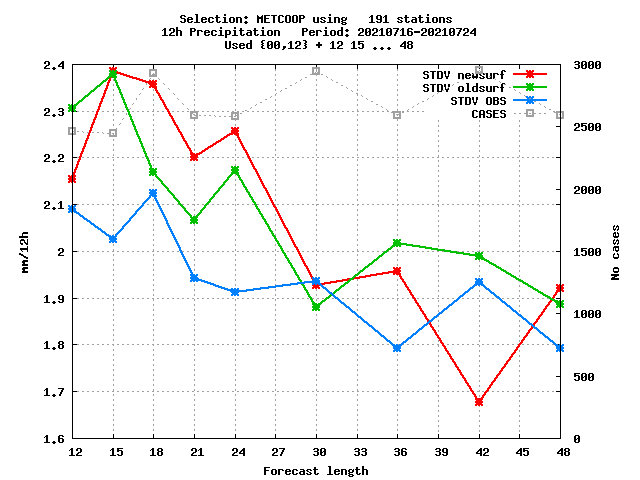 Selection: METCOOP using   191 stations
12h Precipitation   Period: 20210716-20210724
Used {00,12} + 12 15 ... 48
2.4
2.3
2.2
2.1
2
1.9
1.8
1.7
1.6
mm/12h
STDV newsurf
STDV oldsurf
STDV OBS
CASES
3000
2500
2000
1500
1000
500
0
No cases
12 15 18 21 24 27 30 33 36 39 42 45 48
Forecast length